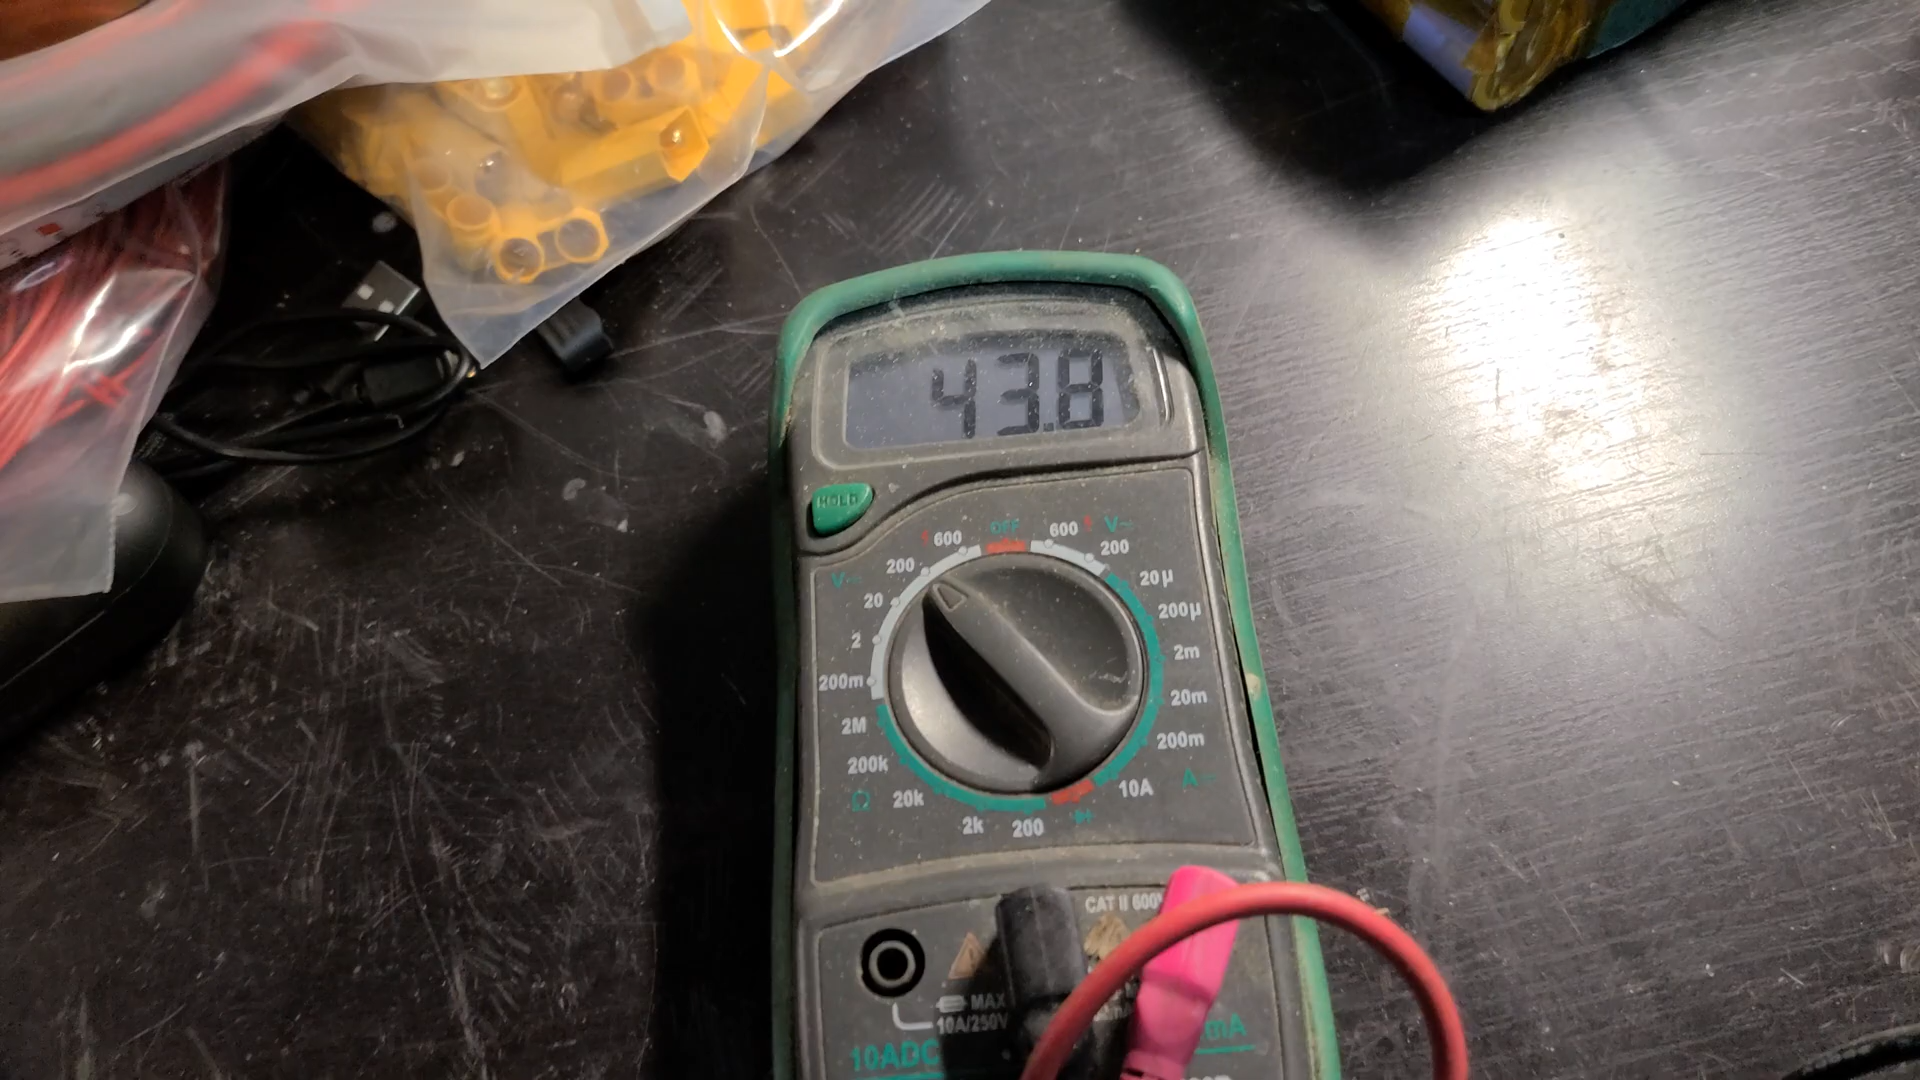 43.8
HOLD
600 OFF 600 V~
200 200
V⎓ 20µ
20 200µ
2 2m
200m 20m
2M 200m
200k 10A A⎓
Ω 20k
2k 200
CAT II 600V
MAX
10A/250V
10ADC mA